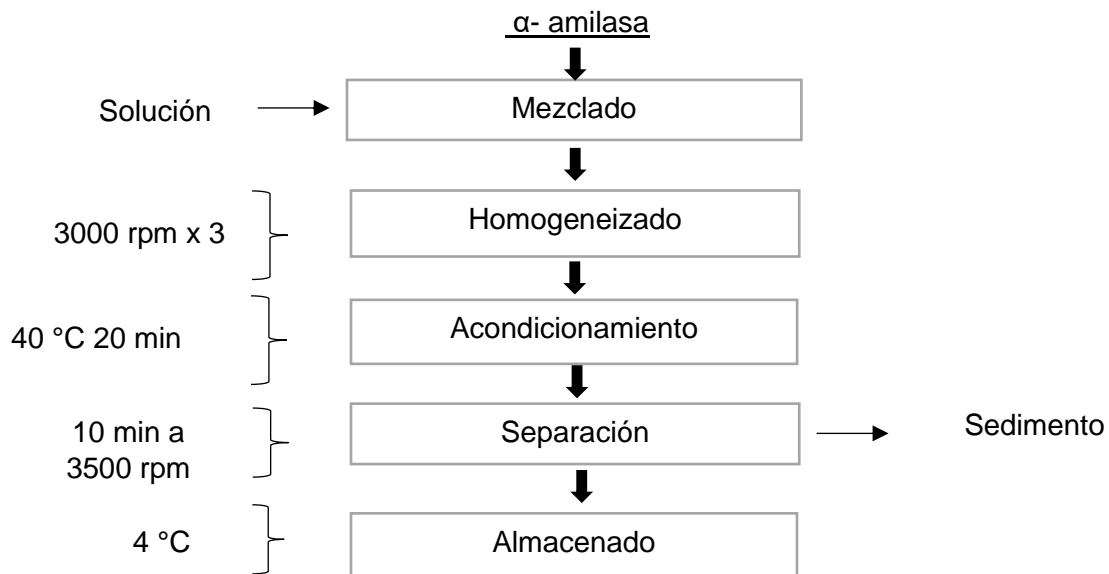 α- amilasa
Solución
Mezclado
Homogeneizado
3000 rpm x 3
Acondicionamiento
40 °C 20 min
Separación
Sedimento
10 min a
3500 rpm
Almacenado
4 °C